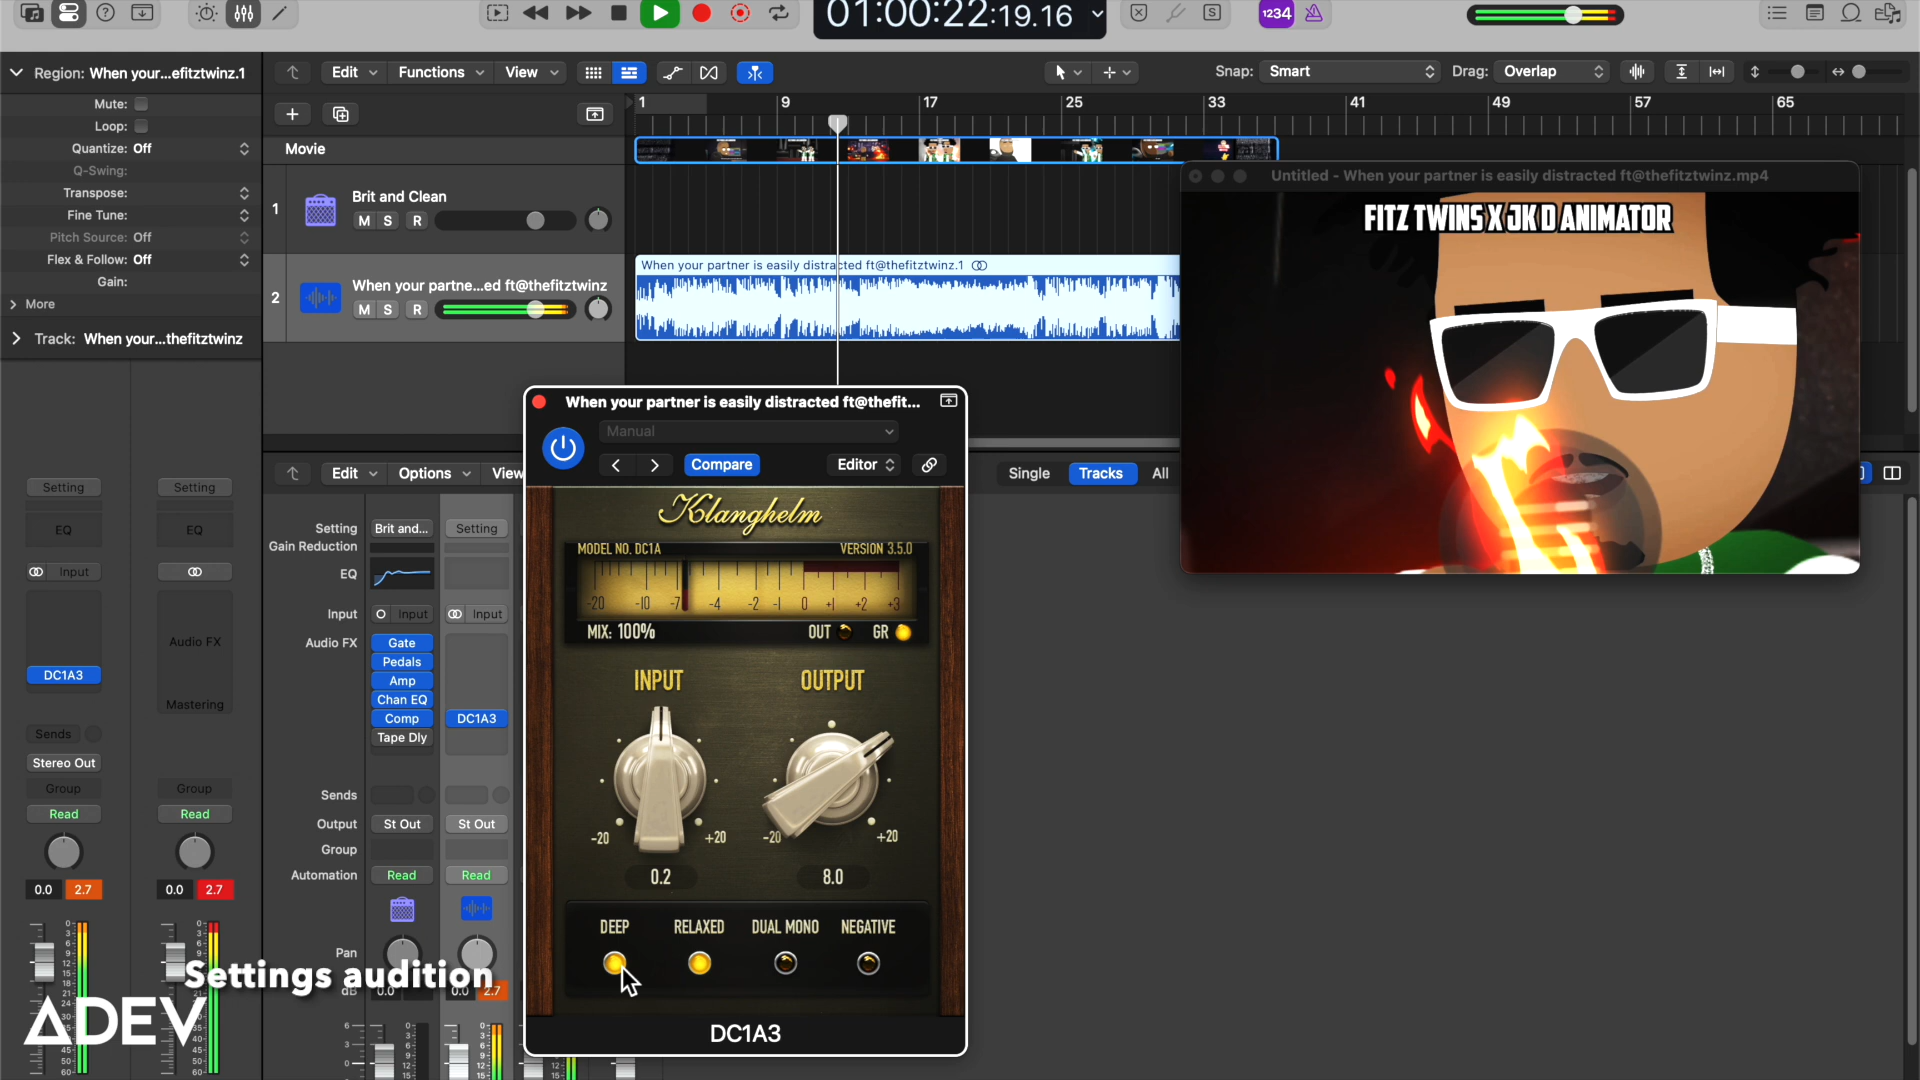 01:00:22:19.16
1234
Region: When your...efitztwinz.1
Mute:
Loop:
Quantize: Off
Q-Swing:
Transpose:
Fine Tune:
Pitch Source: Off
Flex & Follow: Off
Gain:
More
Track: When your...thefitztwinz
Edit Functions View
Snap: Smart Drag: Overlap
1 9 17 25 33 41 49 57 65
Movie
1 Brit and Clean
M S R
2 When your partne...ed ft@thefitztwinz
M S R
When your partner is easily distracted ft@thefitztwinz.1
Untitled - When your partner is easily distracted ft@thefitztwinz.mp4
FITZ TWINS X JK D ANIMATOR
When your partner is easily distracted ft@thefit...
Manual
Compare Editor
Klanghelm
MODEL NO. DC1A VERSION 3.5.0
-20 -10 -7 -4 -2 -1 0 +1 +2 +3
MIX: 100% OUT GR
INPUT OUTPUT
-20 +20 -20 +20
0.2 8.0
DEEP RELAXED DUAL MONO NEGATIVE
DC1A3
Edit Options View
Single Tracks All
Setting Brit and... Setting
Gain Reduction
EQ
Input Input Input
Audio FX Gate
Pedals
Amp
Chan EQ
Comp DC1A3
Tape Dly
Sends
Output St Out St Out
Group
Automation Read Read
Pan
dB 0.0 0.0 2.7
Setting Setting
EQ EQ
Input
Audio FX
DC1A3
Mastering
Sends
Stereo Out
Group Group
Read Read
0.0 2.7 0.0 2.7
Settings audition
ADEV